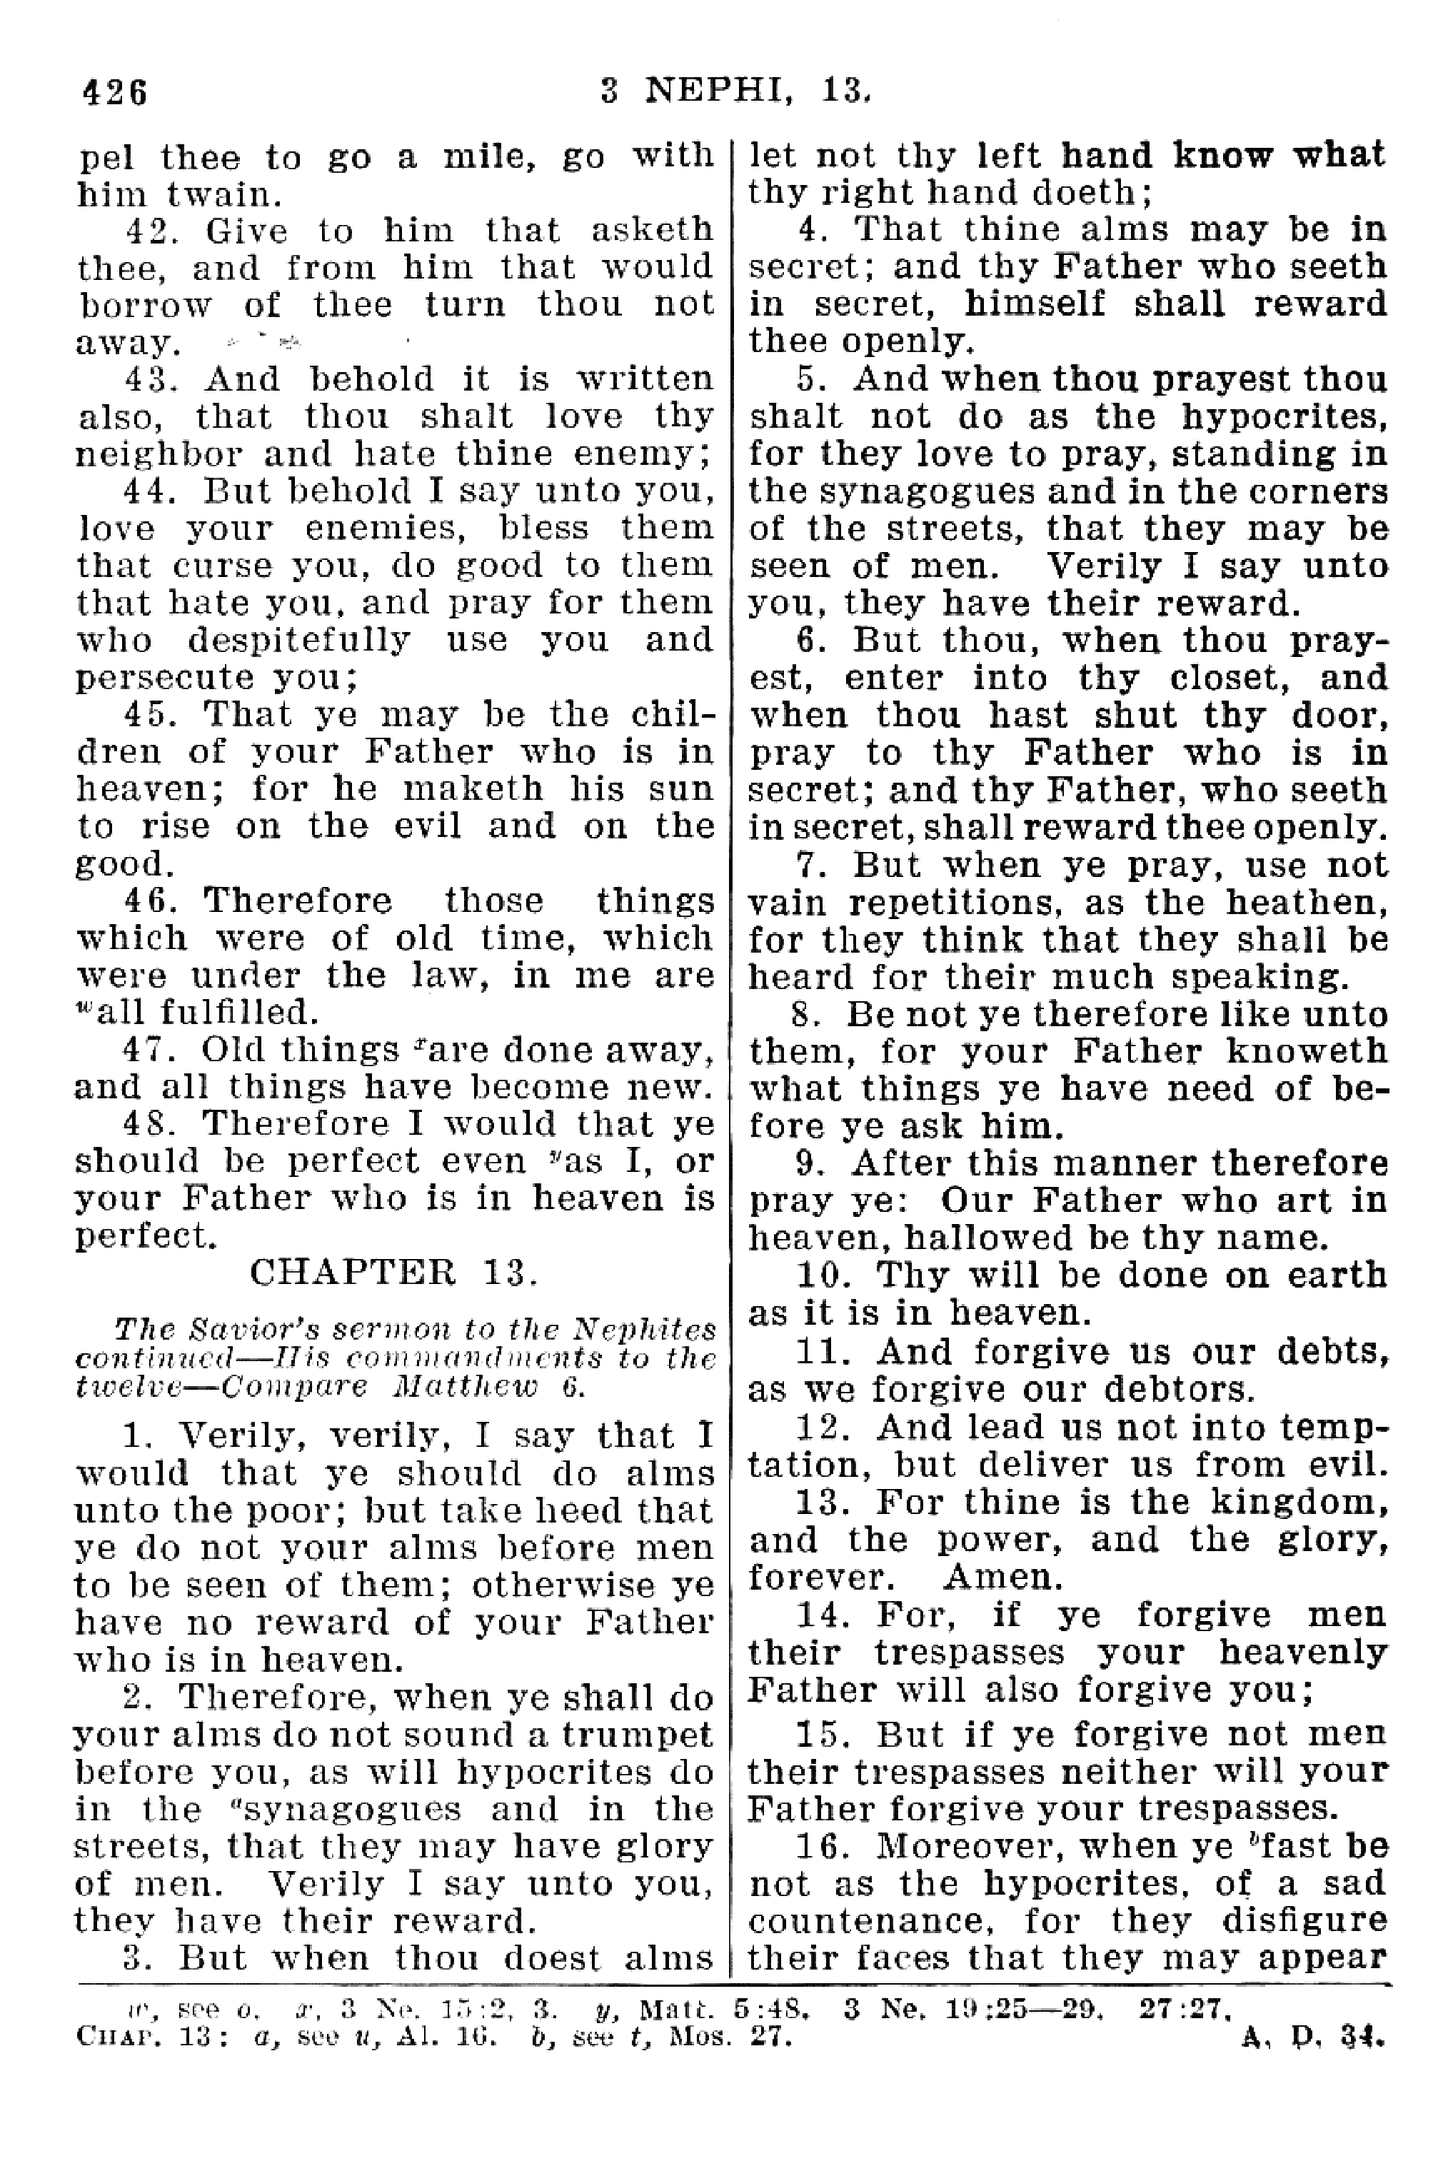 426
3 NEPHI, 13.
pel thee to go a mile, go with
him twain.
42. Give to him that asketh
thee, and from him that would
borrow of thee turn thou not
away.
43. And behold it is written
also, that thou shalt love thy
neighbor and hate thine enemy;
44. But behold I say unto you,
love your enemies, bless them
that curse you, do good to them
that hate you, and pray for them
who despitefully use you and
persecute you;
45. That ye may be the chil-
dren of your Father who is in
heaven; for he maketh his sun
to rise on the evil and on the
good.
46. Therefore those things
which were of old time, which
were under the law, in me are
wall fulfilled.
47. Old things xare done away,
and all things have become new.
48. Therefore I would that ye
should be perfect even yas I, or
your Father who is in heaven is
perfect.
CHAPTER 13.
The Savior's sermon to the Nephites
continued—His commandments to the
twelve—Compare Matthew 6.
1. Verily, verily, I say that I
would that ye should do alms
unto the poor; but take heed that
ye do not your alms before men
to be seen of them; otherwise ye
have no reward of your Father
who is in heaven.
2. Therefore, when ye shall do
your alms do not sound a trumpet
before you, as will hypocrites do
in the asynagogues and in the
streets, that they may have glory
of men. Verily I say unto you,
they have their reward.
3. But when thou doest alms
let not thy left hand know what
thy right hand doeth;
4. That thine alms may be in
secret; and thy Father who seeth
in secret, himself shall reward
thee openly.
5. And when thou prayest thou
shalt not do as the hypocrites,
for they love to pray, standing in
the synagogues and in the corners
of the streets, that they may be
seen of men. Verily I say unto
you, they have their reward.
6. But thou, when thou pray-
est, enter into thy closet, and
when thou hast shut thy door,
pray to thy Father who is in
secret; and thy Father, who seeth
in secret, shall reward thee openly.
7. But when ye pray, use not
vain repetitions, as the heathen,
for they think that they shall be
heard for their much speaking.
8. Be not ye therefore like unto
them, for your Father knoweth
what things ye have need of be-
fore ye ask him.
9. After this manner therefore
pray ye: Our Father who art in
heaven, hallowed be thy name.
10. Thy will be done on earth
as it is in heaven.
11. And forgive us our debts,
as we forgive our debtors.
12. And lead us not into temp-
tation, but deliver us from evil.
13. For thine is the kingdom,
and the power, and the glory,
forever. Amen.
14. For, if ye forgive men
their trespasses your heavenly
Father will also forgive you;
15. But if ye forgive not men
their trespasses neither will your
Father forgive your trespasses.
16. Moreover, when ye bfast be
not as the hypocrites, of a sad
countenance, for they disfigure
their faces that they may appear
w, see o. x, 3 Ne. 15:2, 3. y, Matt. 5:48. 3 Ne. 19:25—29. 27:27.
CHAP. 13: a, see u, Al. 16. b, see t, Mos. 27.
A. D. 34.